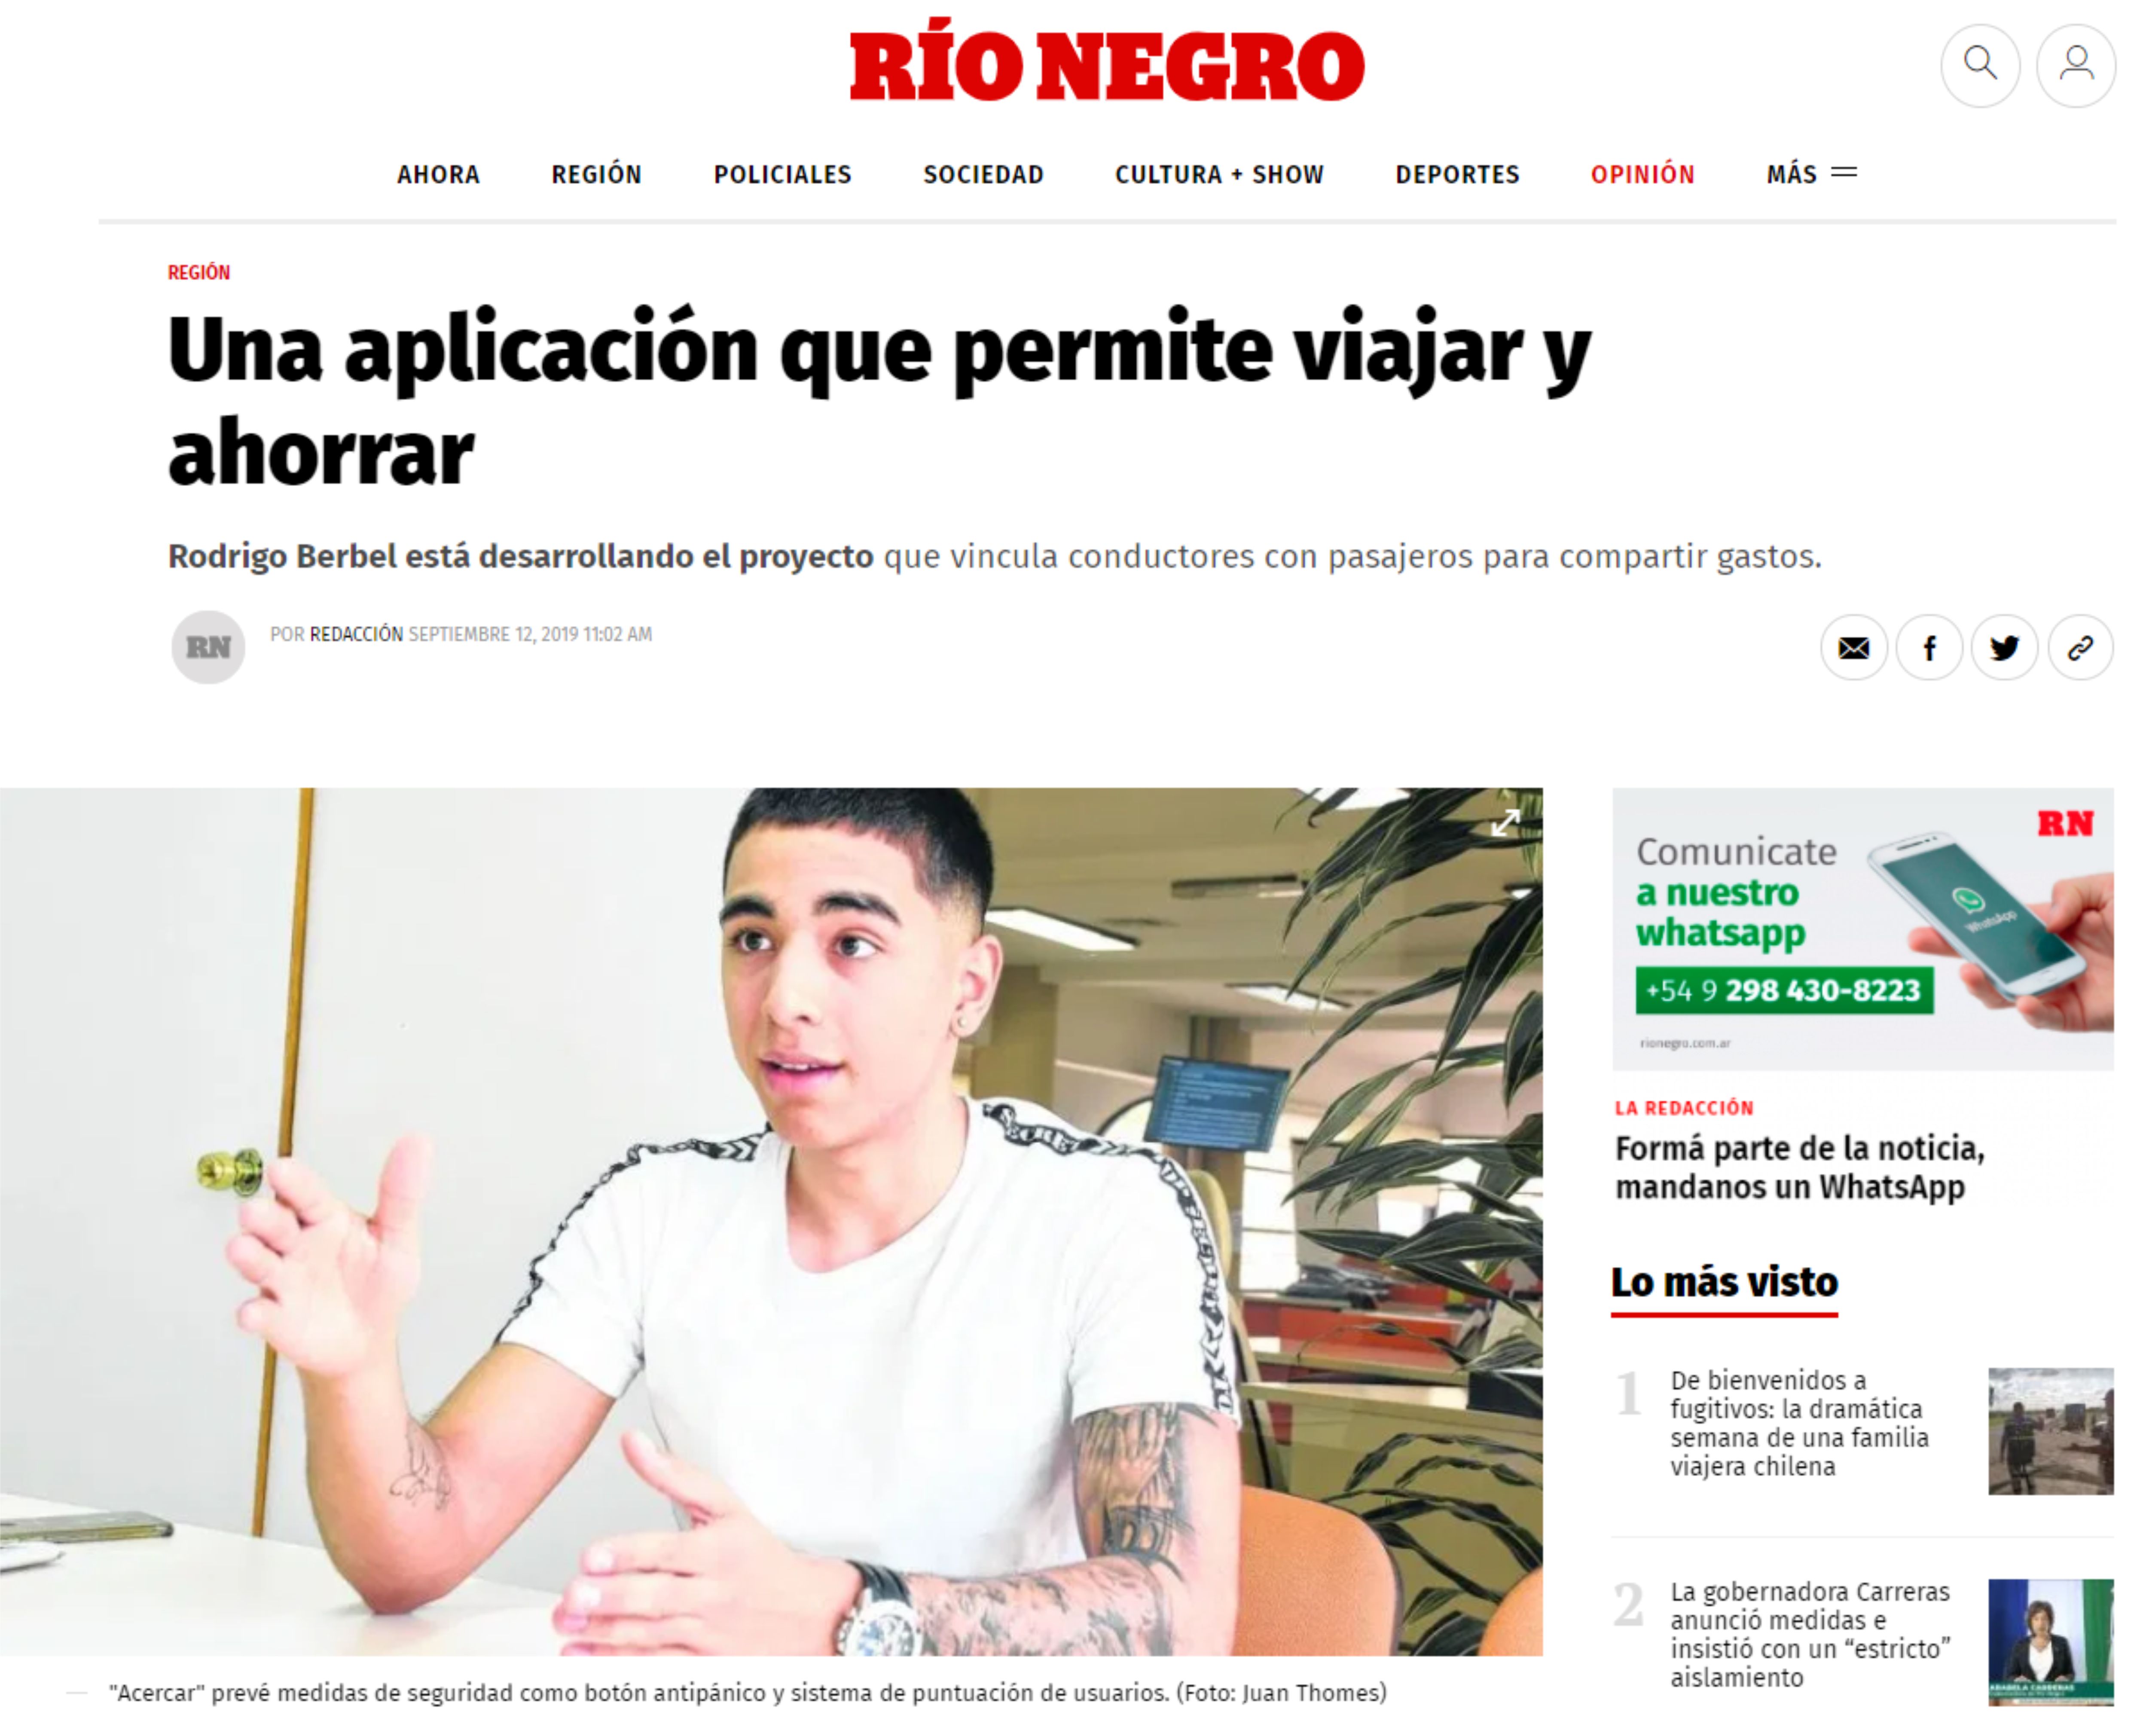 RÍO NEGRO
AHORA REGIÓN POLICIALES SOCIEDAD CULTURA + SHOW DEPORTES OPINIÓN MÁS
REGIÓN
Una aplicación que permite viajar y
ahorrar
Rodrigo Berbel está desarrollando el proyecto que vincula conductores con pasajeros para compartir gastos.
RN
POR REDACCIÓN SEPTIEMBRE 12, 2019 11:02 AM
"Acercar" prevé medidas de seguridad como botón antipánico y sistema de puntuación de usuarios. (Foto: Juan Thomes)
RN
Comunicate
a nuestro
whatsapp
+54 9 298 430-8223
rionegro.com.ar
WhatsApp
LA REDACCIÓN
Formá parte de la noticia,
mandanos un WhatsApp
Lo más visto
1
De bienvenidos a
fugitivos: la dramática
semana de una familia
viajera chilena
2
La gobernadora Carreras
anunció medidas e
insistió con un “estricto”
aislamiento
ARABELA CARRERAS